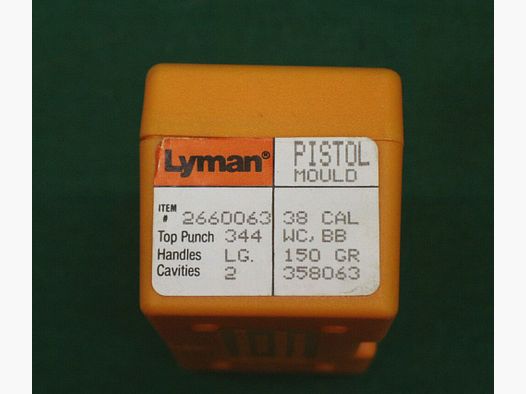 Lyman®
PISTOL
MOULD
ITEM # 2660063 38 CAL
Top Punch 344 WC, BB
Handles LG. 150 GR
Cavities 2 358063